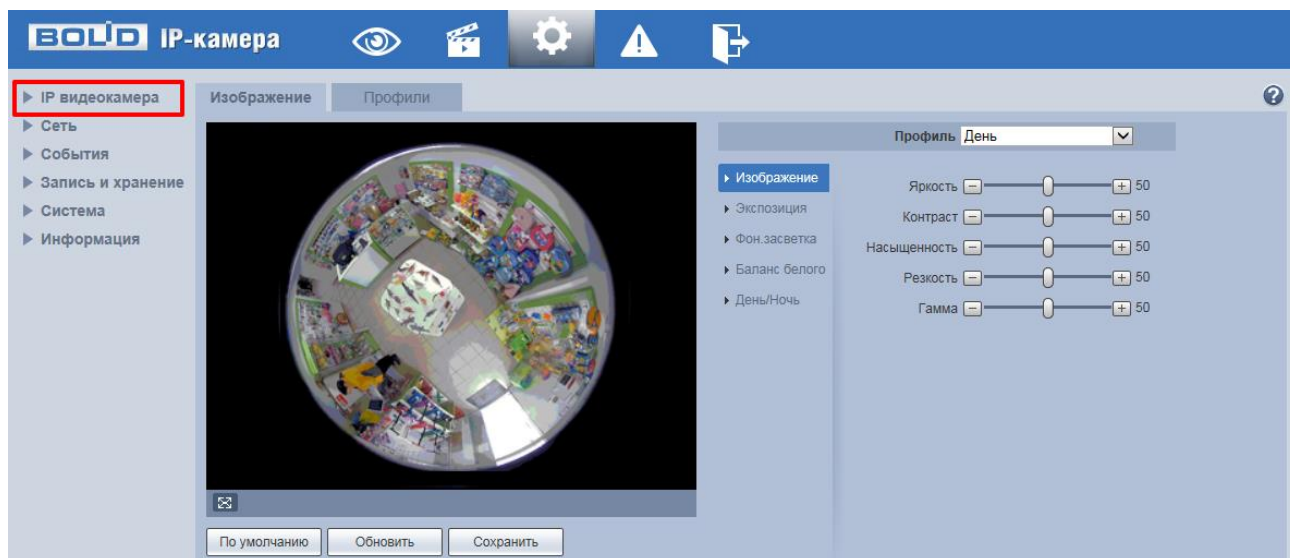 BOLID IP-камера
IP видеокамера
Сеть
События
Запись и хранение
Система
Информация
Изображение Профили
?
Профиль День
Изображение
Экспозиция
Фон.засветка
Баланс белого
День/Ночь
Яркость 50
Контраст 50
Насыщенность 50
Резкость 50
Гамма 50
По умолчанию Обновить Сохранить